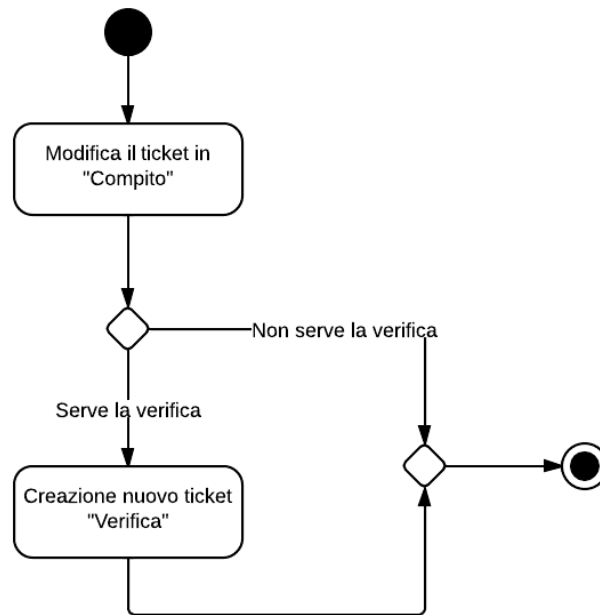 Modifica il ticket in
"Compito"
Non serve la verifica
Serve la verifica
Creazione nuovo ticket
"Verifica"